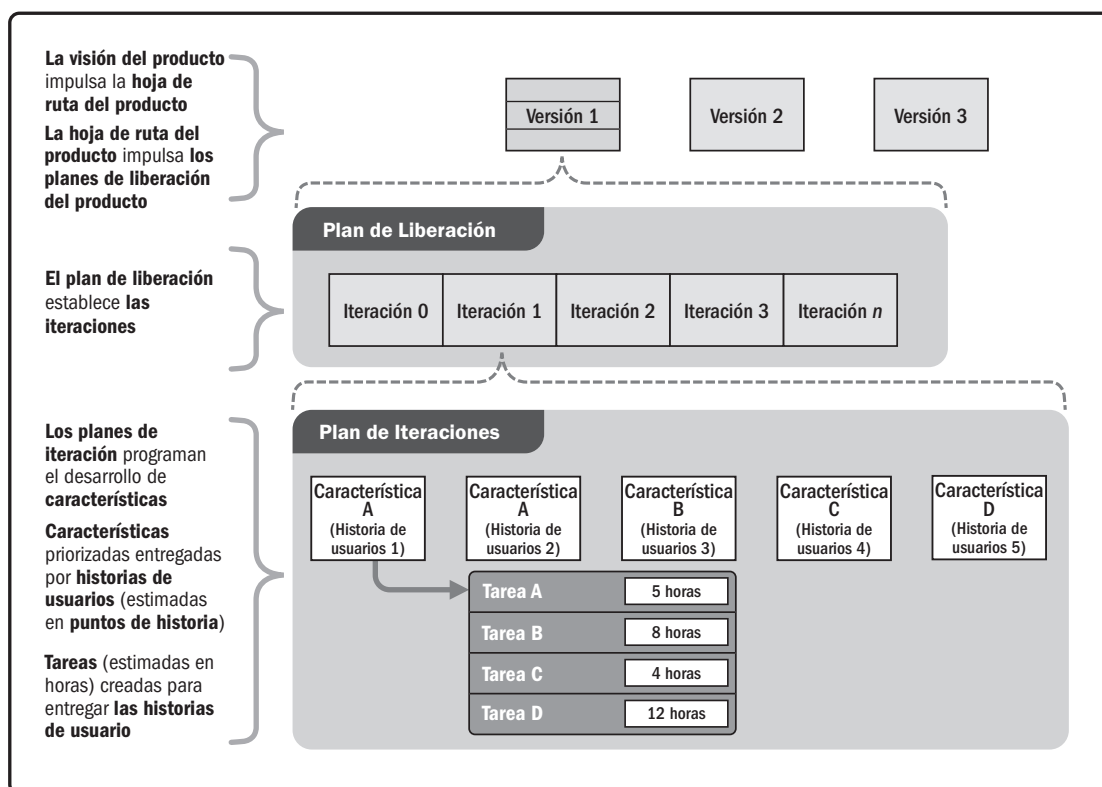 La visión del producto
impulsa la hoja de
ruta del producto
La hoja de ruta del
producto impulsa los
planes de liberación
del producto
Versión 1
Versión 2
Versión 3
Plan de Liberación
El plan de liberación
establece las
iteraciones
Iteración 0
Iteración 1
Iteración 2
Iteración 3
Iteración n
Plan de Iteraciones
Los planes de
iteración programan
el desarrollo de
características
Características
priorizadas entregadas
por historias de
usuarios (estimadas
en puntos de historia)
Tareas (estimadas en
horas) creadas para
entregar las historias
de usuario
Característica
A
(Historia de
usuarios 1)
Característica
A
(Historia de
usuarios 2)
Característica
B
(Historia de
usuarios 3)
Característica
C
(Historia de
usuarios 4)
Característica
D
(Historia de
usuarios 5)
Tarea A 5 horas
Tarea B 8 horas
Tarea C 4 horas
Tarea D 12 horas